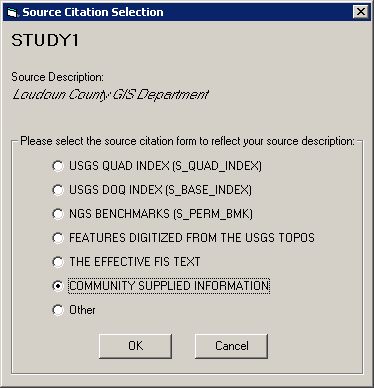 Source Citation Selection
STUDY1
Source Description:
Loudoun County GIS Department
Please select the source citation form to reflect your source description:
USGS QUAD INDEX (S_QUAD_INDEX)
USGS DOQ INDEX (S_BASE_INDEX)
NGS BENCHMARKS (S_PERM_BMK)
FEATURES DIGITIZED FROM THE USGS TOPOS
THE EFFECTIVE FIS TEXT
COMMUNITY SUPPLIED INFORMATION
Other
OK Cancel